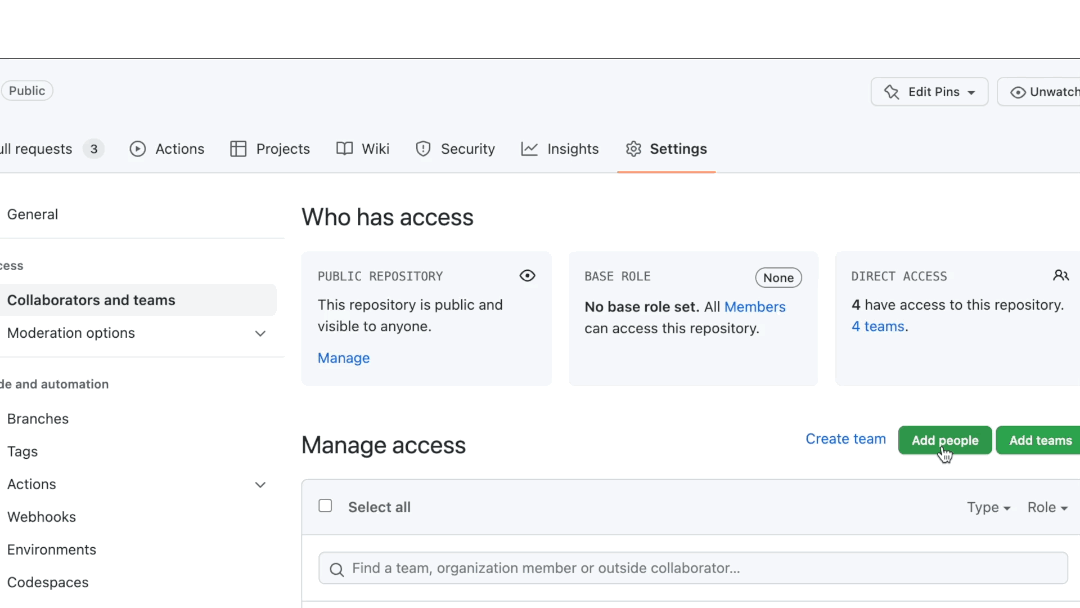 Public
Edit Pins
Unwatch
ull requests 3
Actions
Projects
Wiki
Security
Insights
Settings
General
cess
Collaborators and teams
Moderation options
de and automation
Branches
Tags
Actions
Webhooks
Environments
Codespaces
Who has access
PUBLIC REPOSITORY
This repository is public and
visible to anyone.
Manage
BASE ROLE
None
No base role set. All Members
can access this repository.
DIRECT ACCESS
4 have access to this repository.
4 teams.
Manage access
Create team
Add people
Add teams
Select all
Type
Role
Find a team, organization member or outside collaborator...